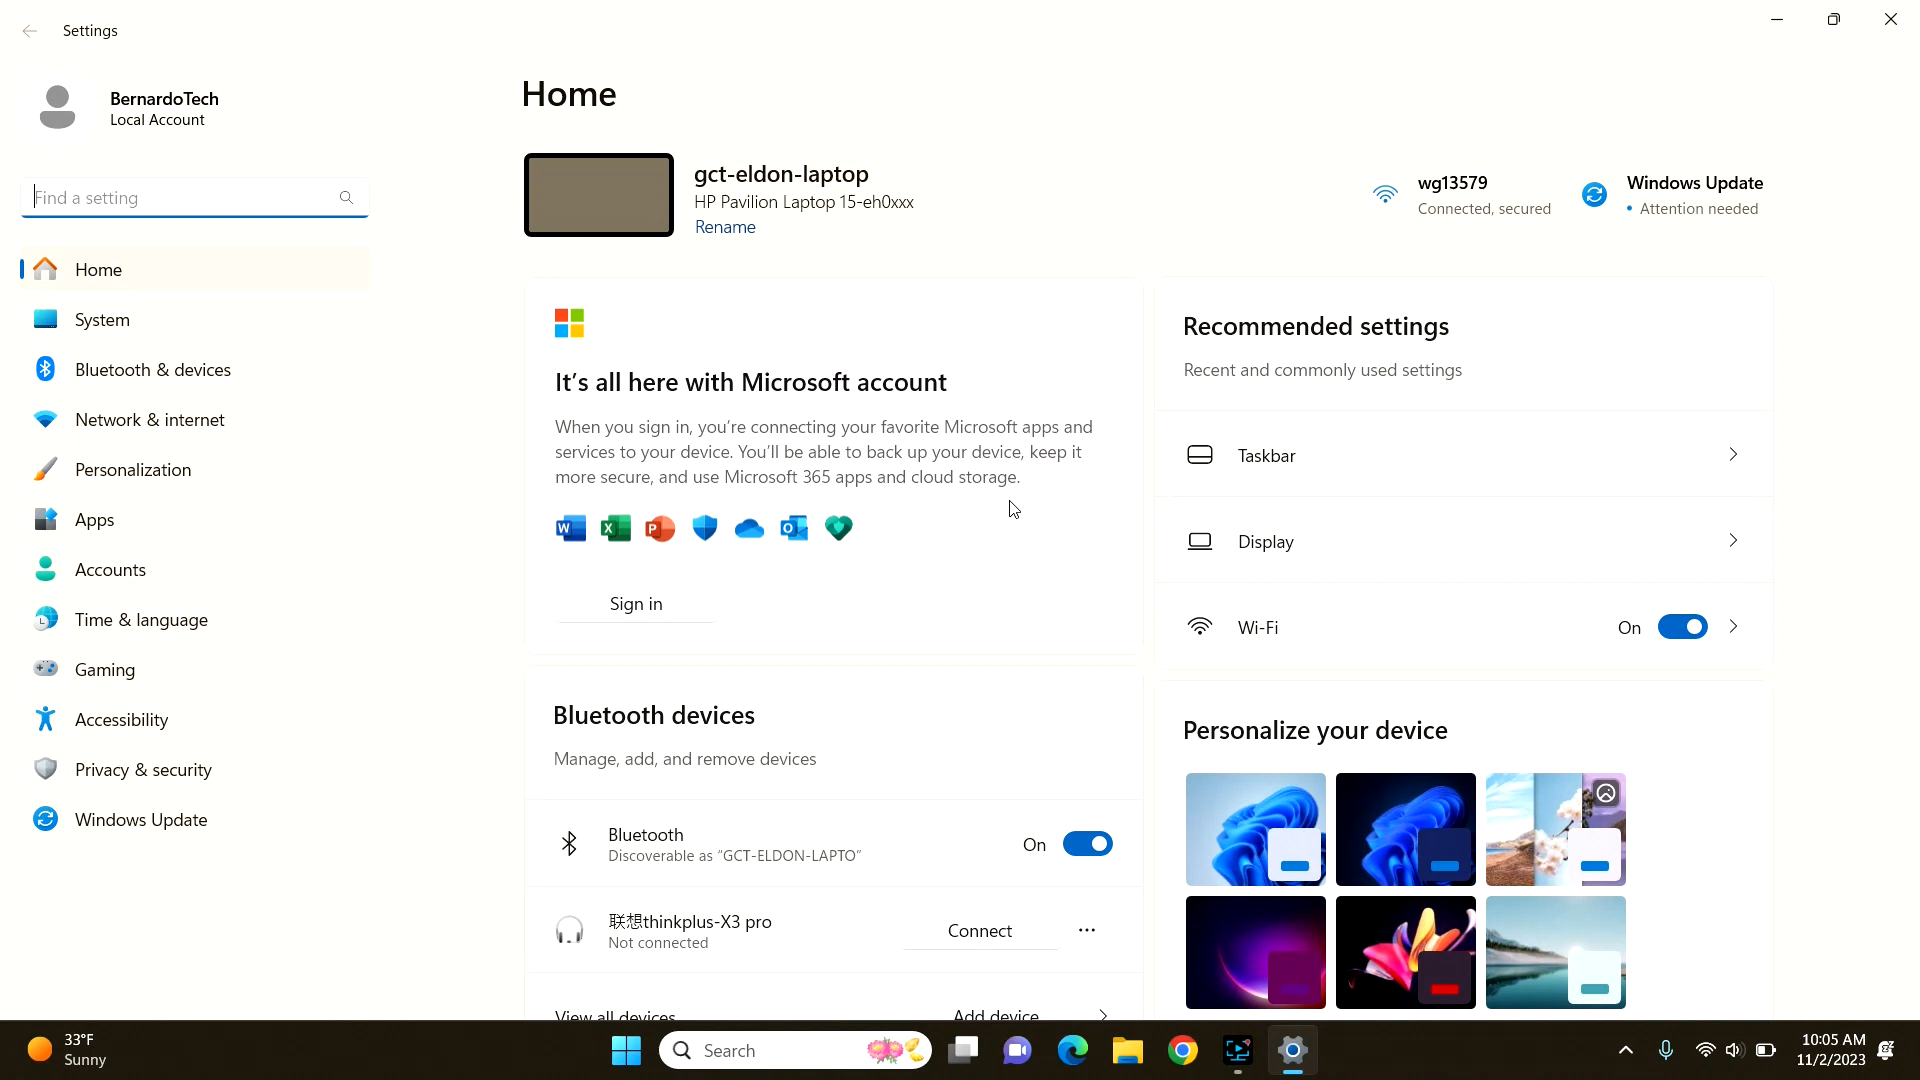 Settings
BernardoTech
Local Account
Find a setting
Home
System
Bluetooth & devices
Network & internet
Personalization
Apps
Accounts
Time & language
Gaming
Accessibility
Privacy & security
Windows Update
Home
gct-eldon-laptop
HP Pavilion Laptop 15-eh0xxx
Rename
wg13579
Connected, secured
Windows Update
• Attention needed
It's all here with Microsoft account
When you sign in, you're connecting your favorite Microsoft apps and
services to your device. You'll be able to back up your device, keep it
more secure, and use Microsoft 365 apps and cloud storage.
W X P O
Sign in
Bluetooth devices
Manage, add, and remove devices
Bluetooth
Discoverable as "GCT-ELDON-LAPTO"
On
联想thinkplus-X3 pro
Not connected
Connect
View all devices
Add device
Recommended settings
Recent and commonly used settings
Taskbar
Display
Wi-Fi
On
Personalize your device
33°F
Sunny
Search
10:05 AM
11/2/2023